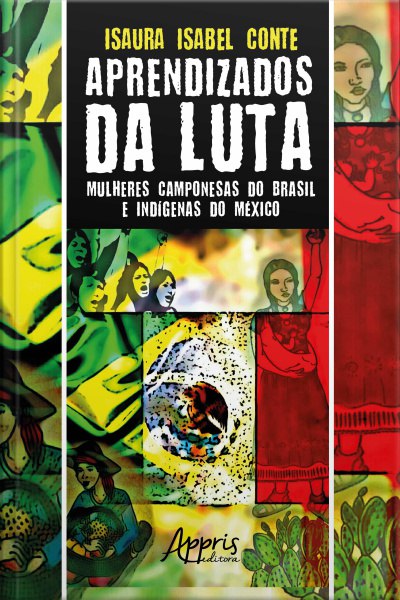 ISAURA ISABEL CONTE
APRENDIZADOS
DA LUTA
MULHERES CAMPONESAS DO BRASIL
E INDÍGENAS DO MÉXICO
Appris
editora